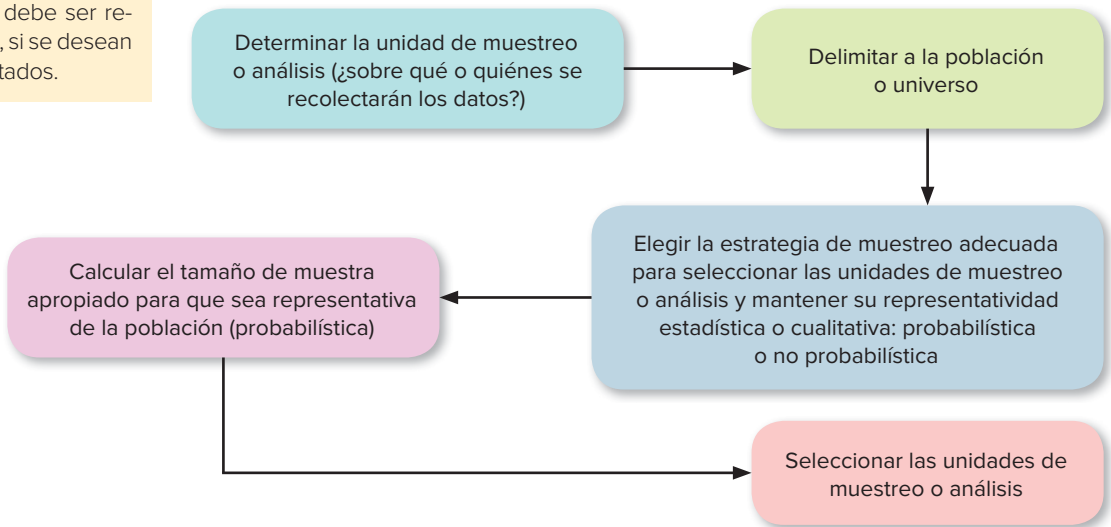 debe ser re-
, si se desean
tados.
Determinar la unidad de muestreo
o análisis (¿sobre qué o quiénes se
recolectarán los datos?)
Delimitar a la población
o universo
Elegir la estrategia de muestreo adecuada
para seleccionar las unidades de muestreo
o análisis y mantener su representatividad
estadística o cualitativa: probabilística
o no probabilística
Calcular el tamaño de muestra
apropiado para que sea representativa
de la población (probabilística)
Seleccionar las unidades de
muestreo o análisis